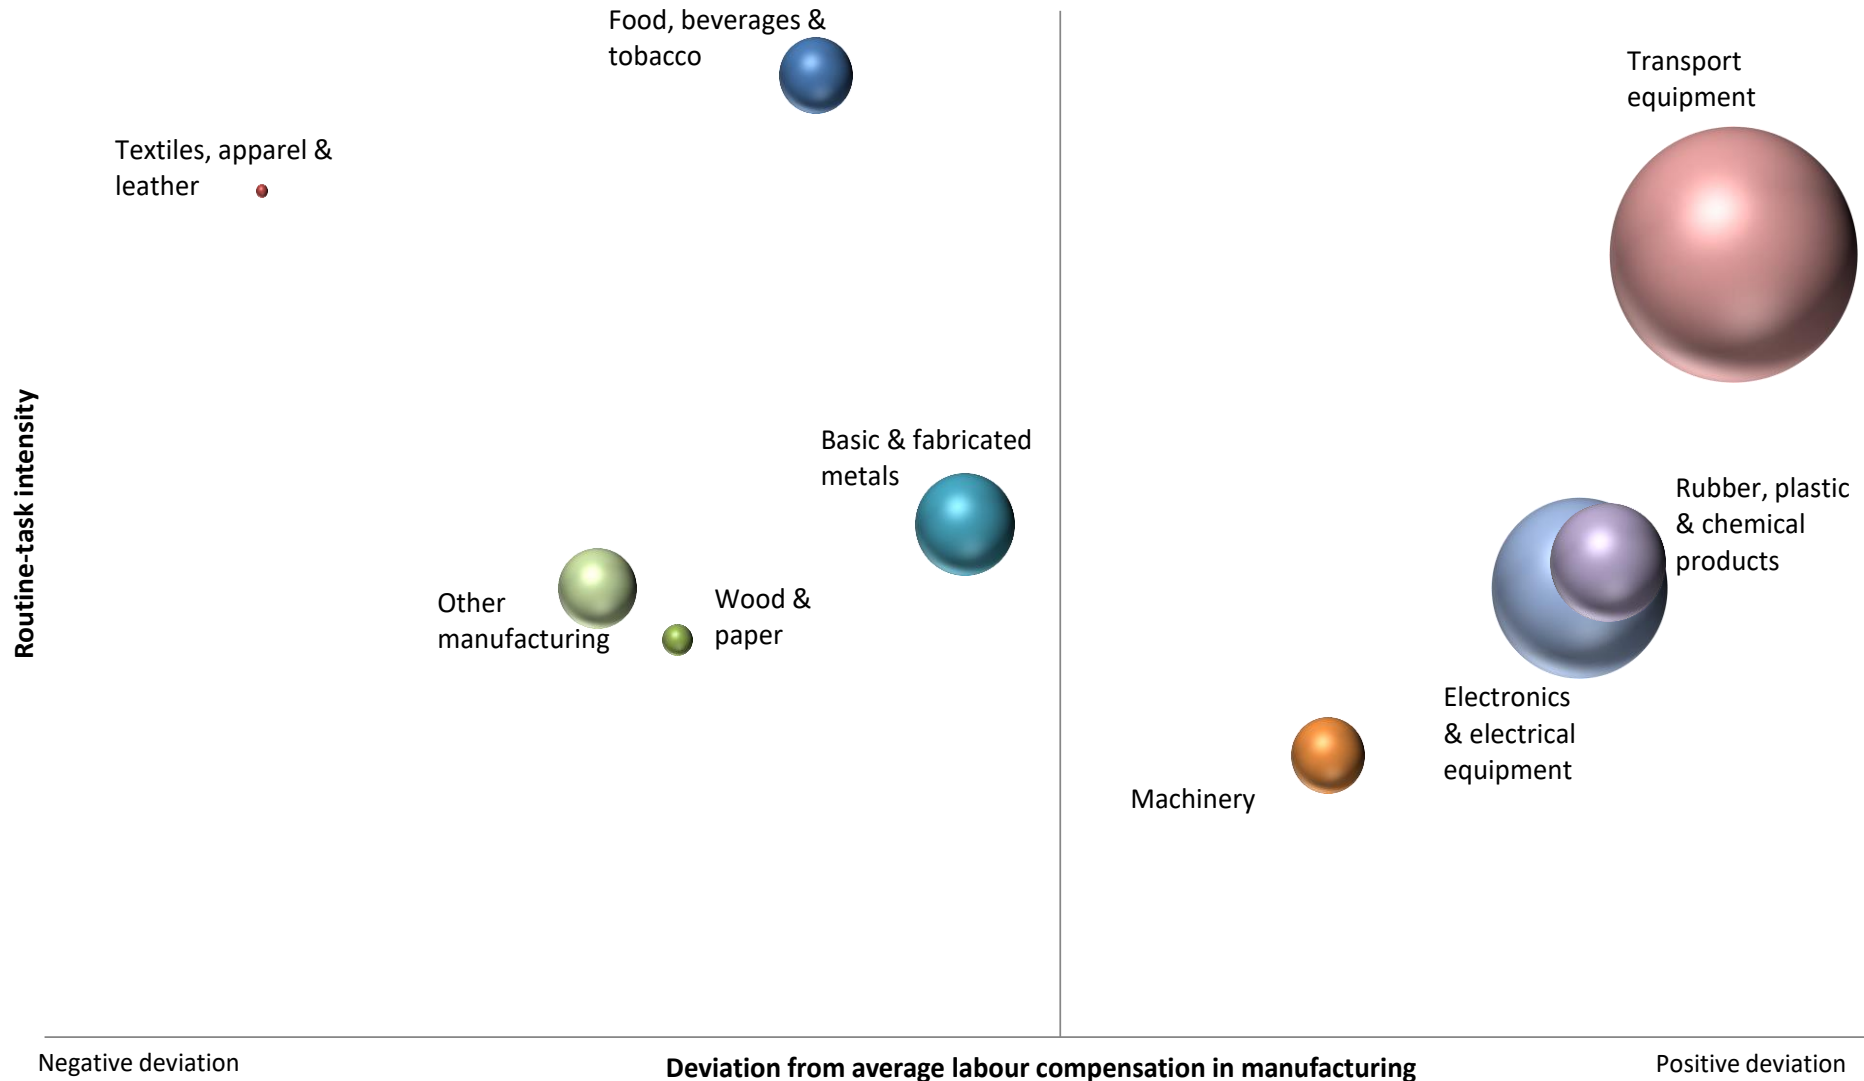 Food, beverages &
tobacco
Transport
equipment
Textiles, apparel &
leather
Routine-task intensity
Basic & fabricated
metals
Rubber, plastic
& chemical
products
Other
manufacturing
Wood &
paper
Electronics
& electrical
equipment
Machinery
Negative deviation
Deviation from average labour compensation in manufacturing
Positive deviation